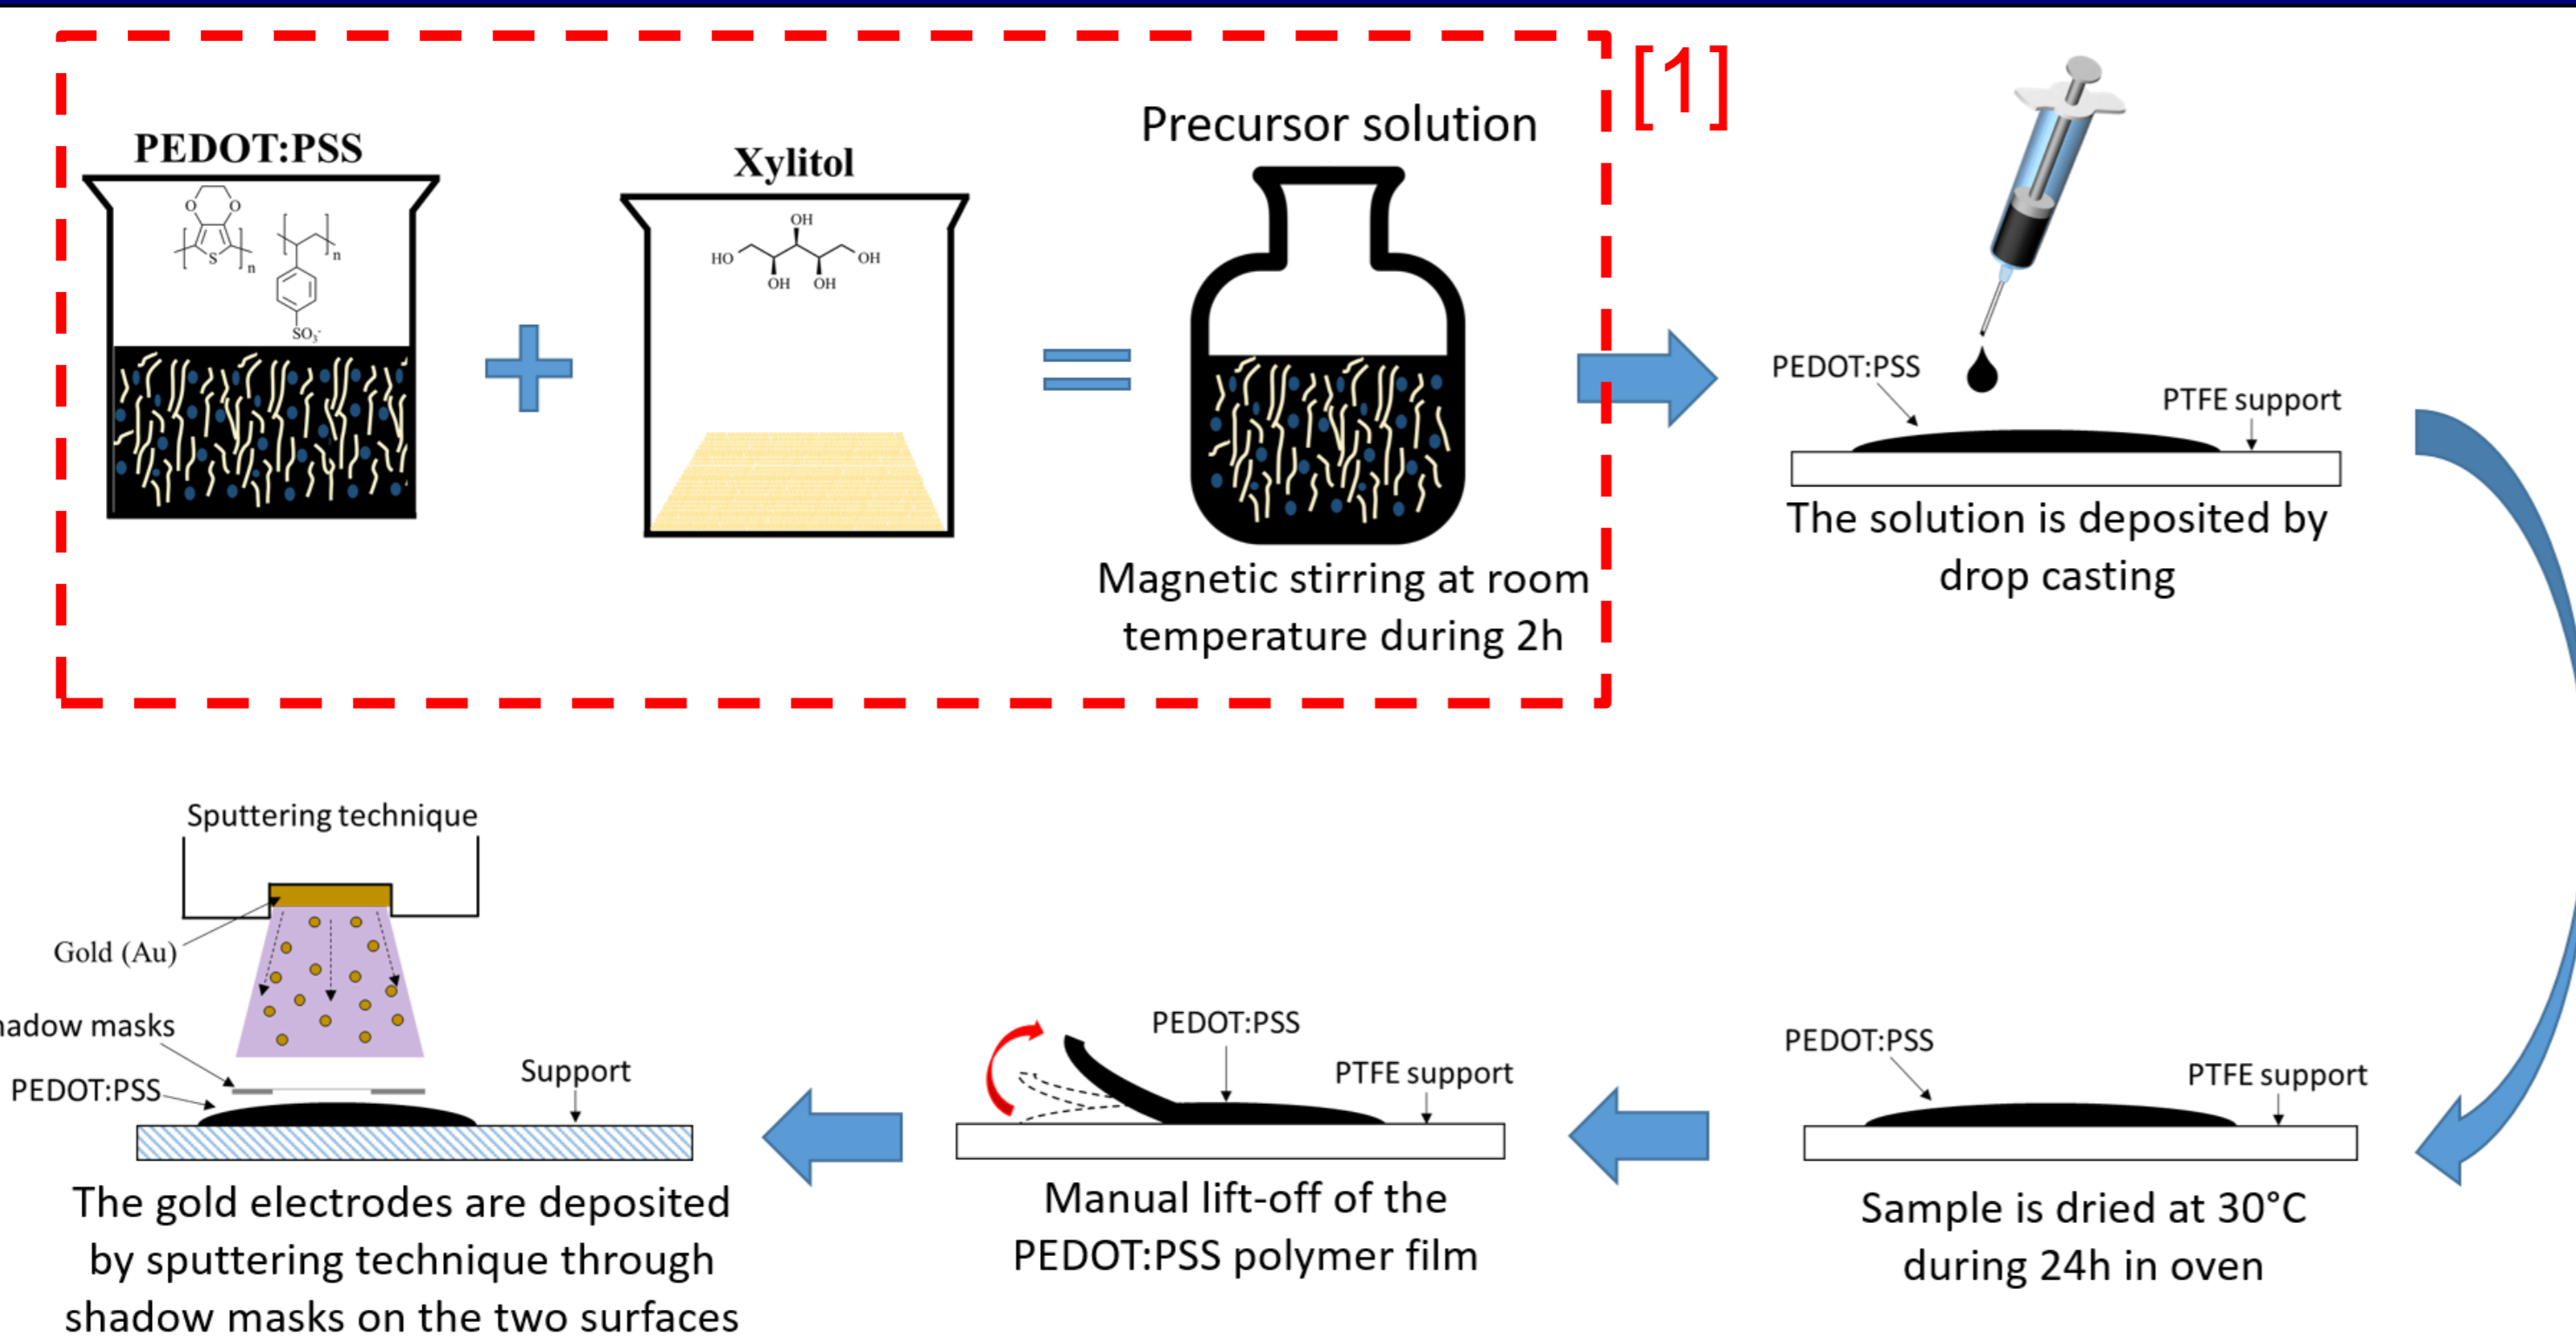 [1]
PEDOT:PSS
O
O
S
n
n
SO3-
Xylitol
OH
HO
OH
OH
OH
Precursor solution
Magnetic stirring at room
temperature during 2h
PEDOT:PSS
PTFE support
The solution is deposited by
drop casting
PEDOT:PSS
PTFE support
Sample is dried at 30°C
during 24h in oven
PEDOT:PSS
PTFE support
Manual lift-off of the
PEDOT:PSS polymer film
Sputtering technique
Gold (Au)
hadow masks
PEDOT:PSS
Support
The gold electrodes are deposited
by sputtering technique through
shadow masks on the two surfaces